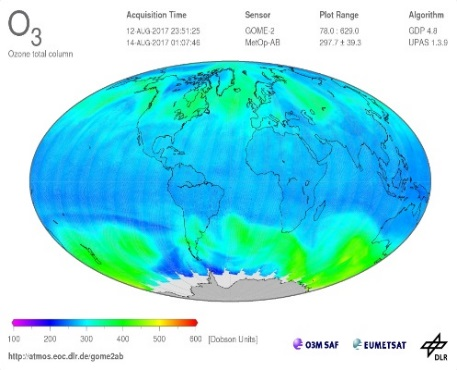 O3
Ozone total column
Acquisition Time Sensor Plot Range Algorithm
12-AUG-2017 23:51:25 GOME-2 78.0 : 629.0 GDP 4.8
14-AUG-2017 01:07:46 MetOp-AB 297.7 ± 39.3 UPAS 1.3.9
100 200 300 400 500 600 [Dobson Units]
http://atmos.eoc.dlr.de/gome2ab
O3M SAF EUMETSAT DLR